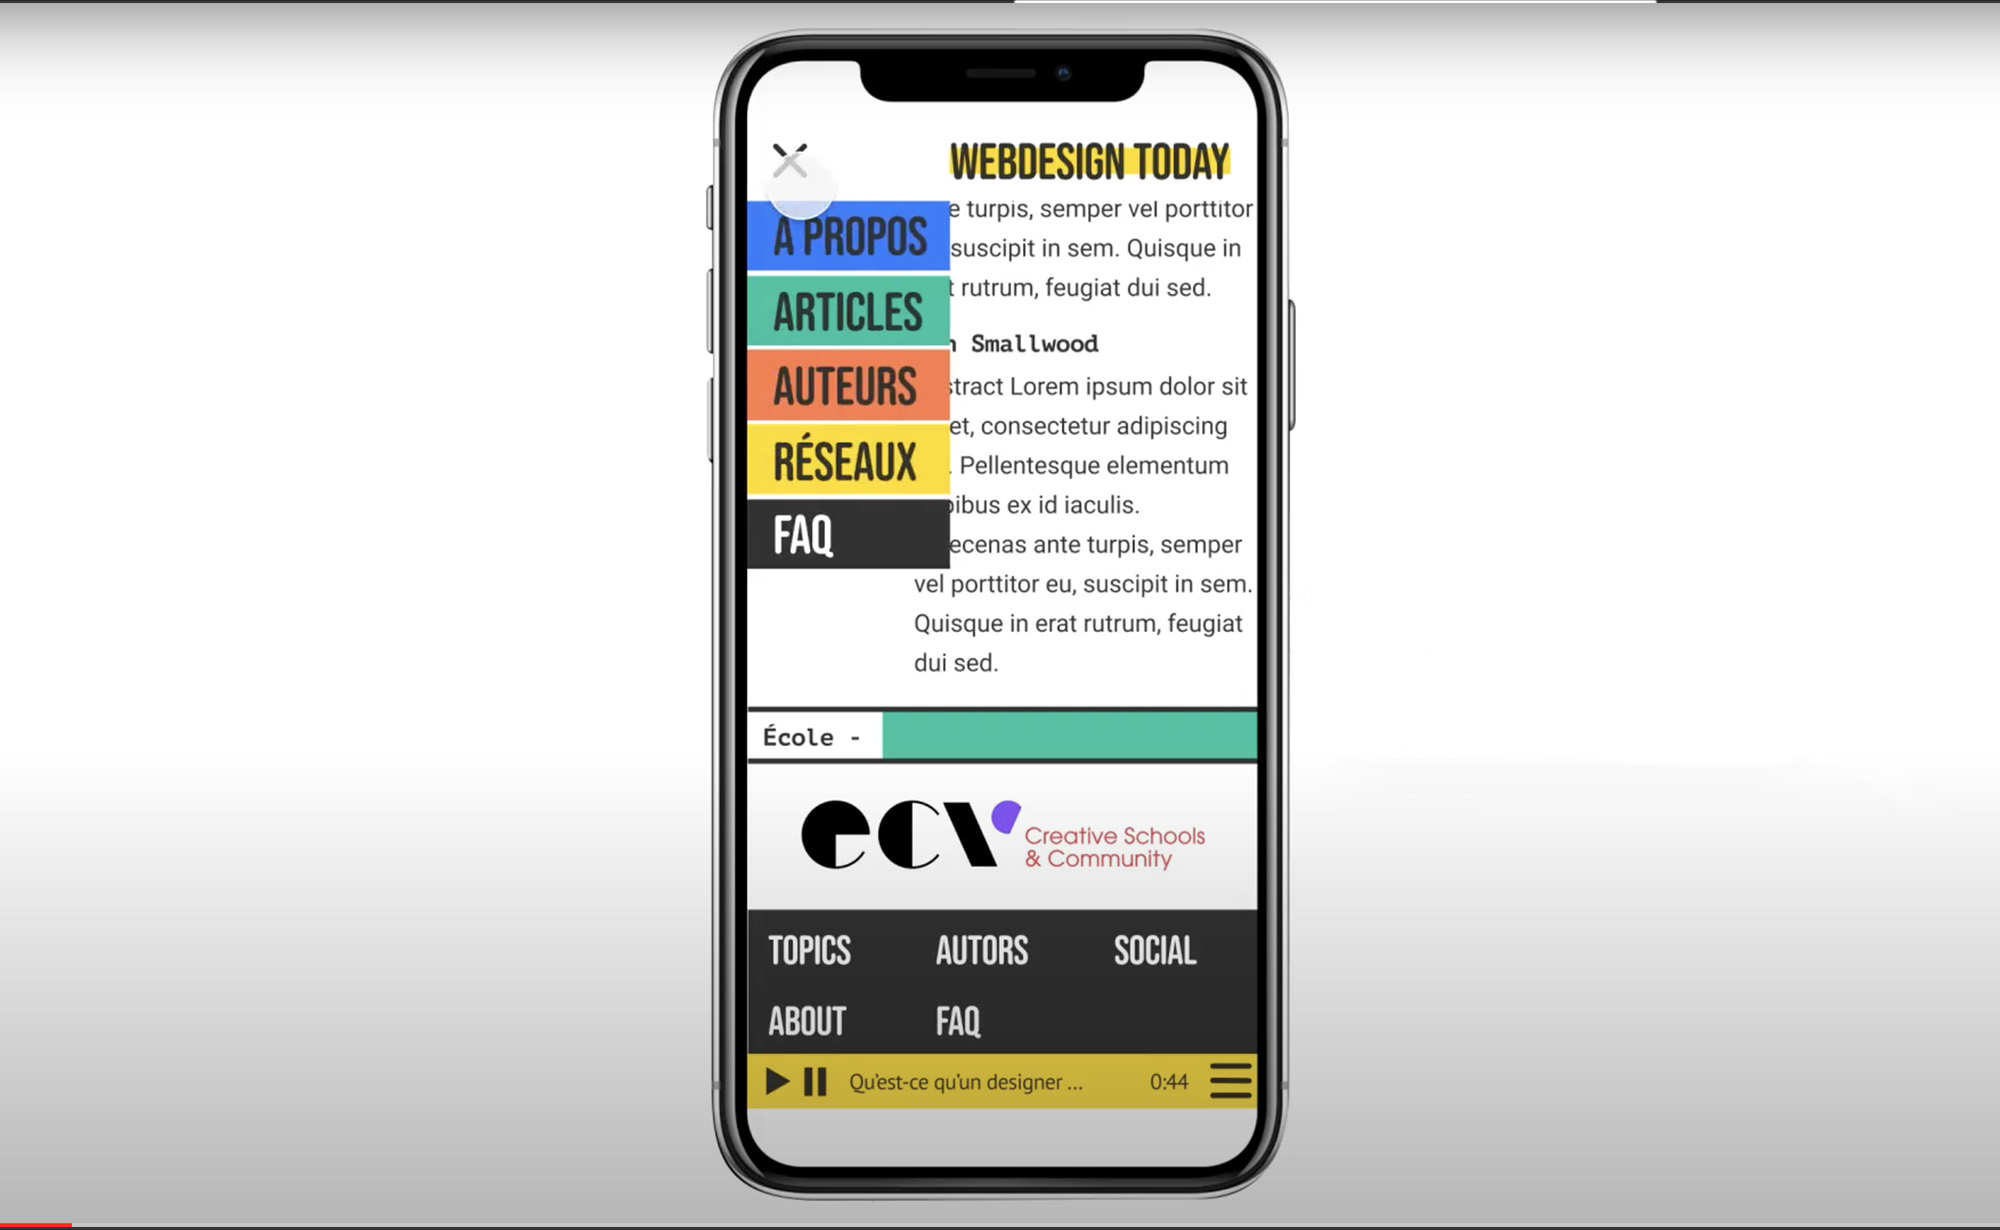 WEBDESIGN TODAY
A PROPOS
ARTICLES
AUTEURS
RÉSEAUX
FAQ
e turpis, semper vel porttitor
suscipit in sem. Quisque in
t rutrum, feugiat dui sed.
n Smallwood
stract Lorem ipsum dolor sit
et, consectetur adipiscing
. Pellentesque elementum
ibus ex id iaculis.
ecenas ante turpis, semper
vel porttitor eu, suscipit in sem.
Quisque in erat rutrum, feugiat
dui sed.
École -
ecv Creative Schools
& Community
TOPICS AUTORS SOCIAL
ABOUT FAQ
Qu'est-ce qu'un designer ... 0:44